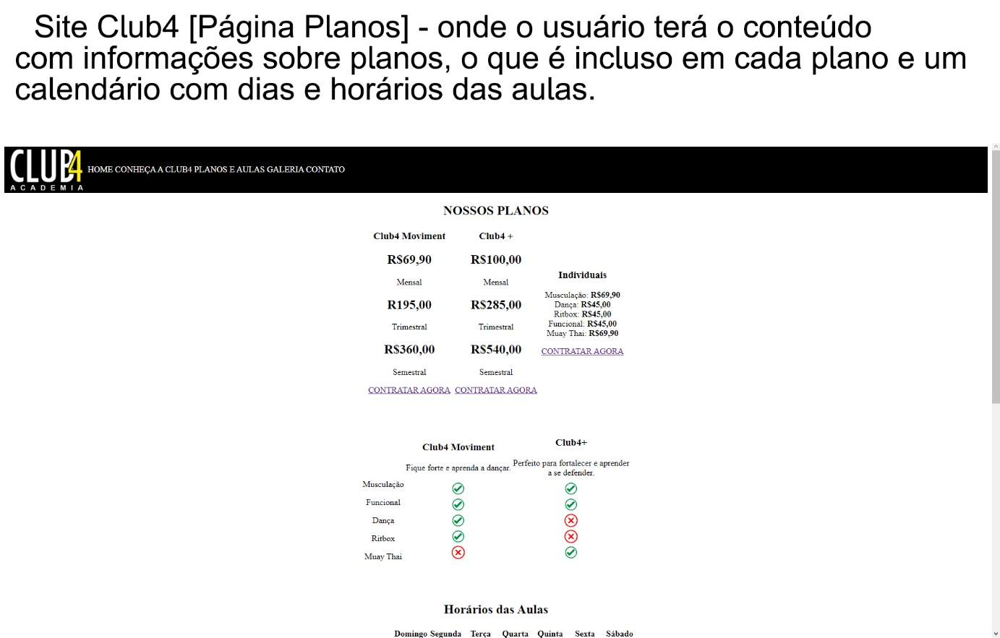 Site Club4 [Página Planos] - onde o usuário terá o conteúdo
com informações sobre planos, o que é incluso em cada plano e um
calendário com dias e horários das aulas.
CLUB4
ACADEMIA
HOME CONHEÇA A CLUB4 PLANOS E AULAS GALERIA CONTATO
NOSSOS PLANOS
Club4 Moviment
R$69,90
Mensal
R195,00
Trimestral
R$360,00
Semestral
CONTRATAR AGORA
Club4 +
R$100,00
Mensal
R$285,00
Trimestral
R$540,00
Semestral
CONTRATAR AGORA
Individuais
Musculação: R$69,90
Dança: R$45,00
Ritbox: R$45,00
Funcional: R$45,00
Muay Thai: R$69,90
CONTRATAR AGORA
Club4 Moviment
Fique forte e aprenda a dançar.
Club4+
Perfeito para fortalecer e aprender
a se defender.
Musculação
Funcional
Dança
Ritbox
Muay Thai
Horários das Aulas
Domingo Segunda Terça Quarta Quinta Sexta Sábado